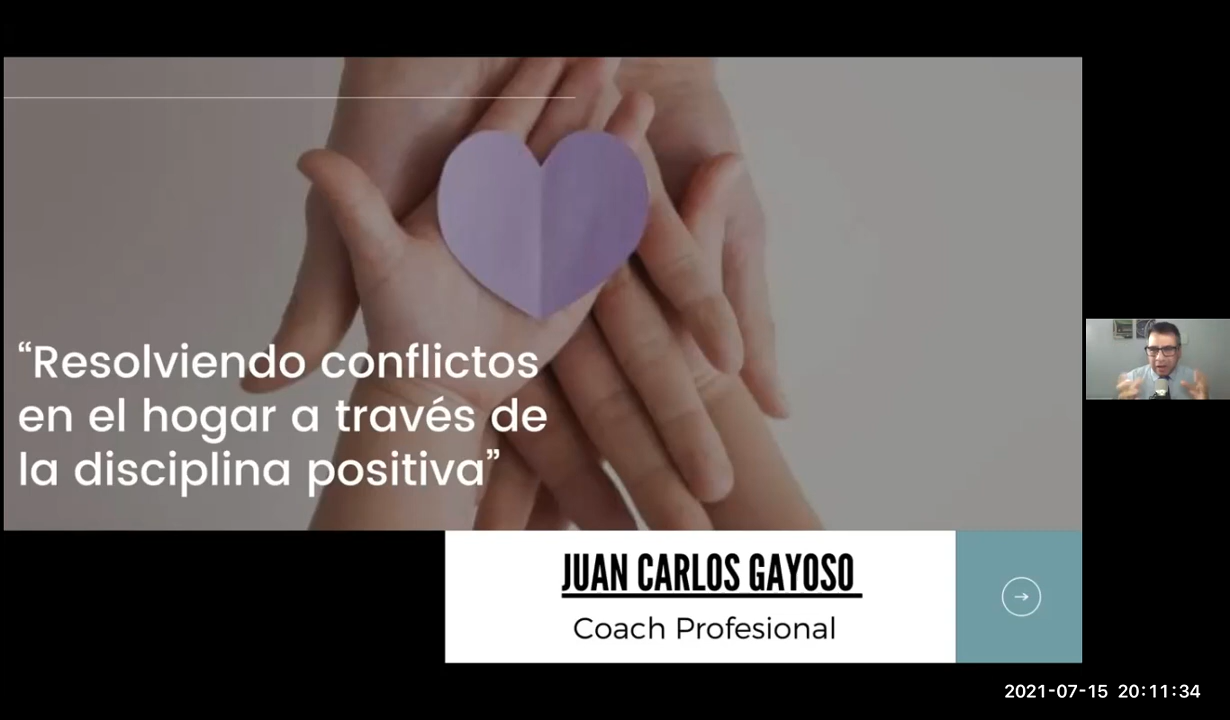 “Resolviendo conflictos
en el hogar a través de
la disciplina positiva”
JUAN CARLOS GAYOSO
Coach Profesional
2021-07-15 20:11:34